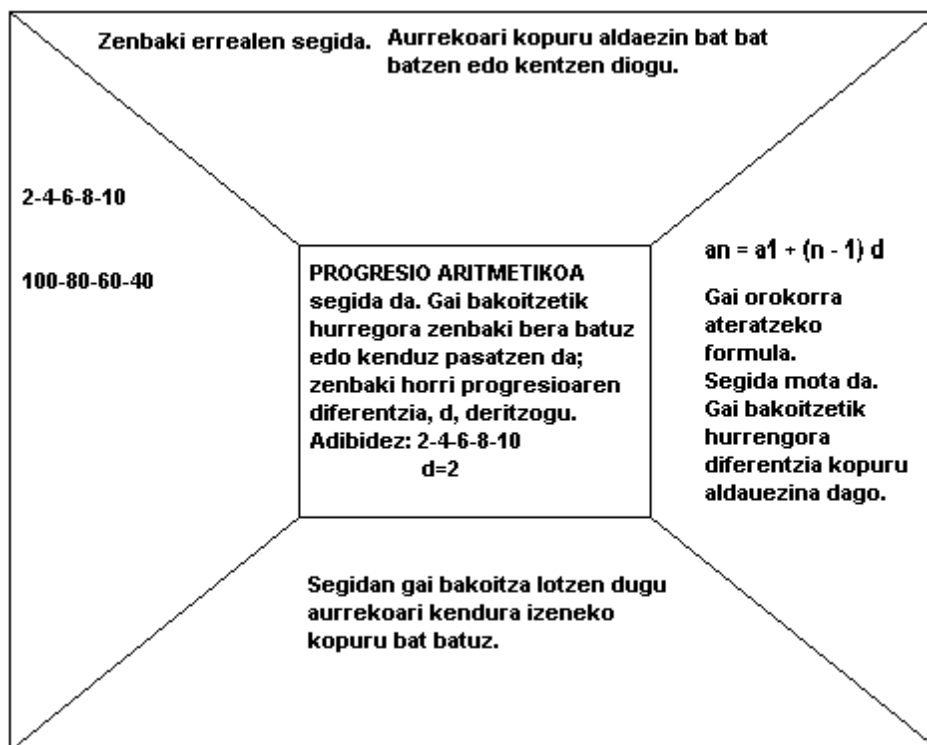 Zenbaki errealen segida.
Aurrekoari kopuru aldaezin bat bat
batzen edo kentzen diogu.
2-4-6-8-10
100-80-60-40
PROGRESIO ARITMETIKOA
segida da. Gai bakoitzetik
hurregora zenbaki bera batuz
edo kenduz pasatzen da;
zenbaki horri progresioaren
diferentzia, d, deritzogu.
Adibidez: 2-4-6-8-10
d=2
an = a1 + (n - 1) d
Gai orokorra
ateratzeko
formula.
Segida mota da.
Gai bakoitzetik
hurrengora
diferentzia kopuru
aldauezina dago.
Segidan gai bakoitza lotzen dugu
aurrekoari kendura izeneko
kopuru bat batuz.